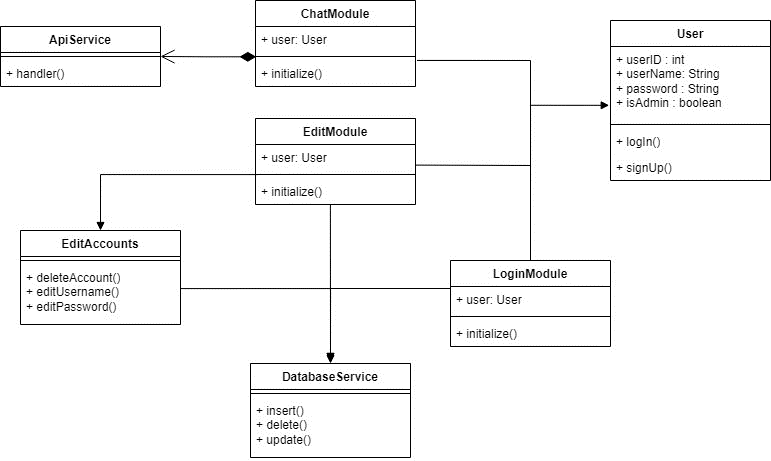 ChatModule
+ user: User
+ initialize()
ApiService
+ handler()
User
+ userID : int
+ userName: String
+ password : String
+ isAdmin : boolean
+ logIn()
+ signUp()
EditModule
+ user: User
+ initialize()
EditAccounts
+ deleteAccount()
+ editUsername()
+ editPassword()
LoginModule
+ user: User
+ initialize()
DatabaseService
+ insert()
+ delete()
+ update()